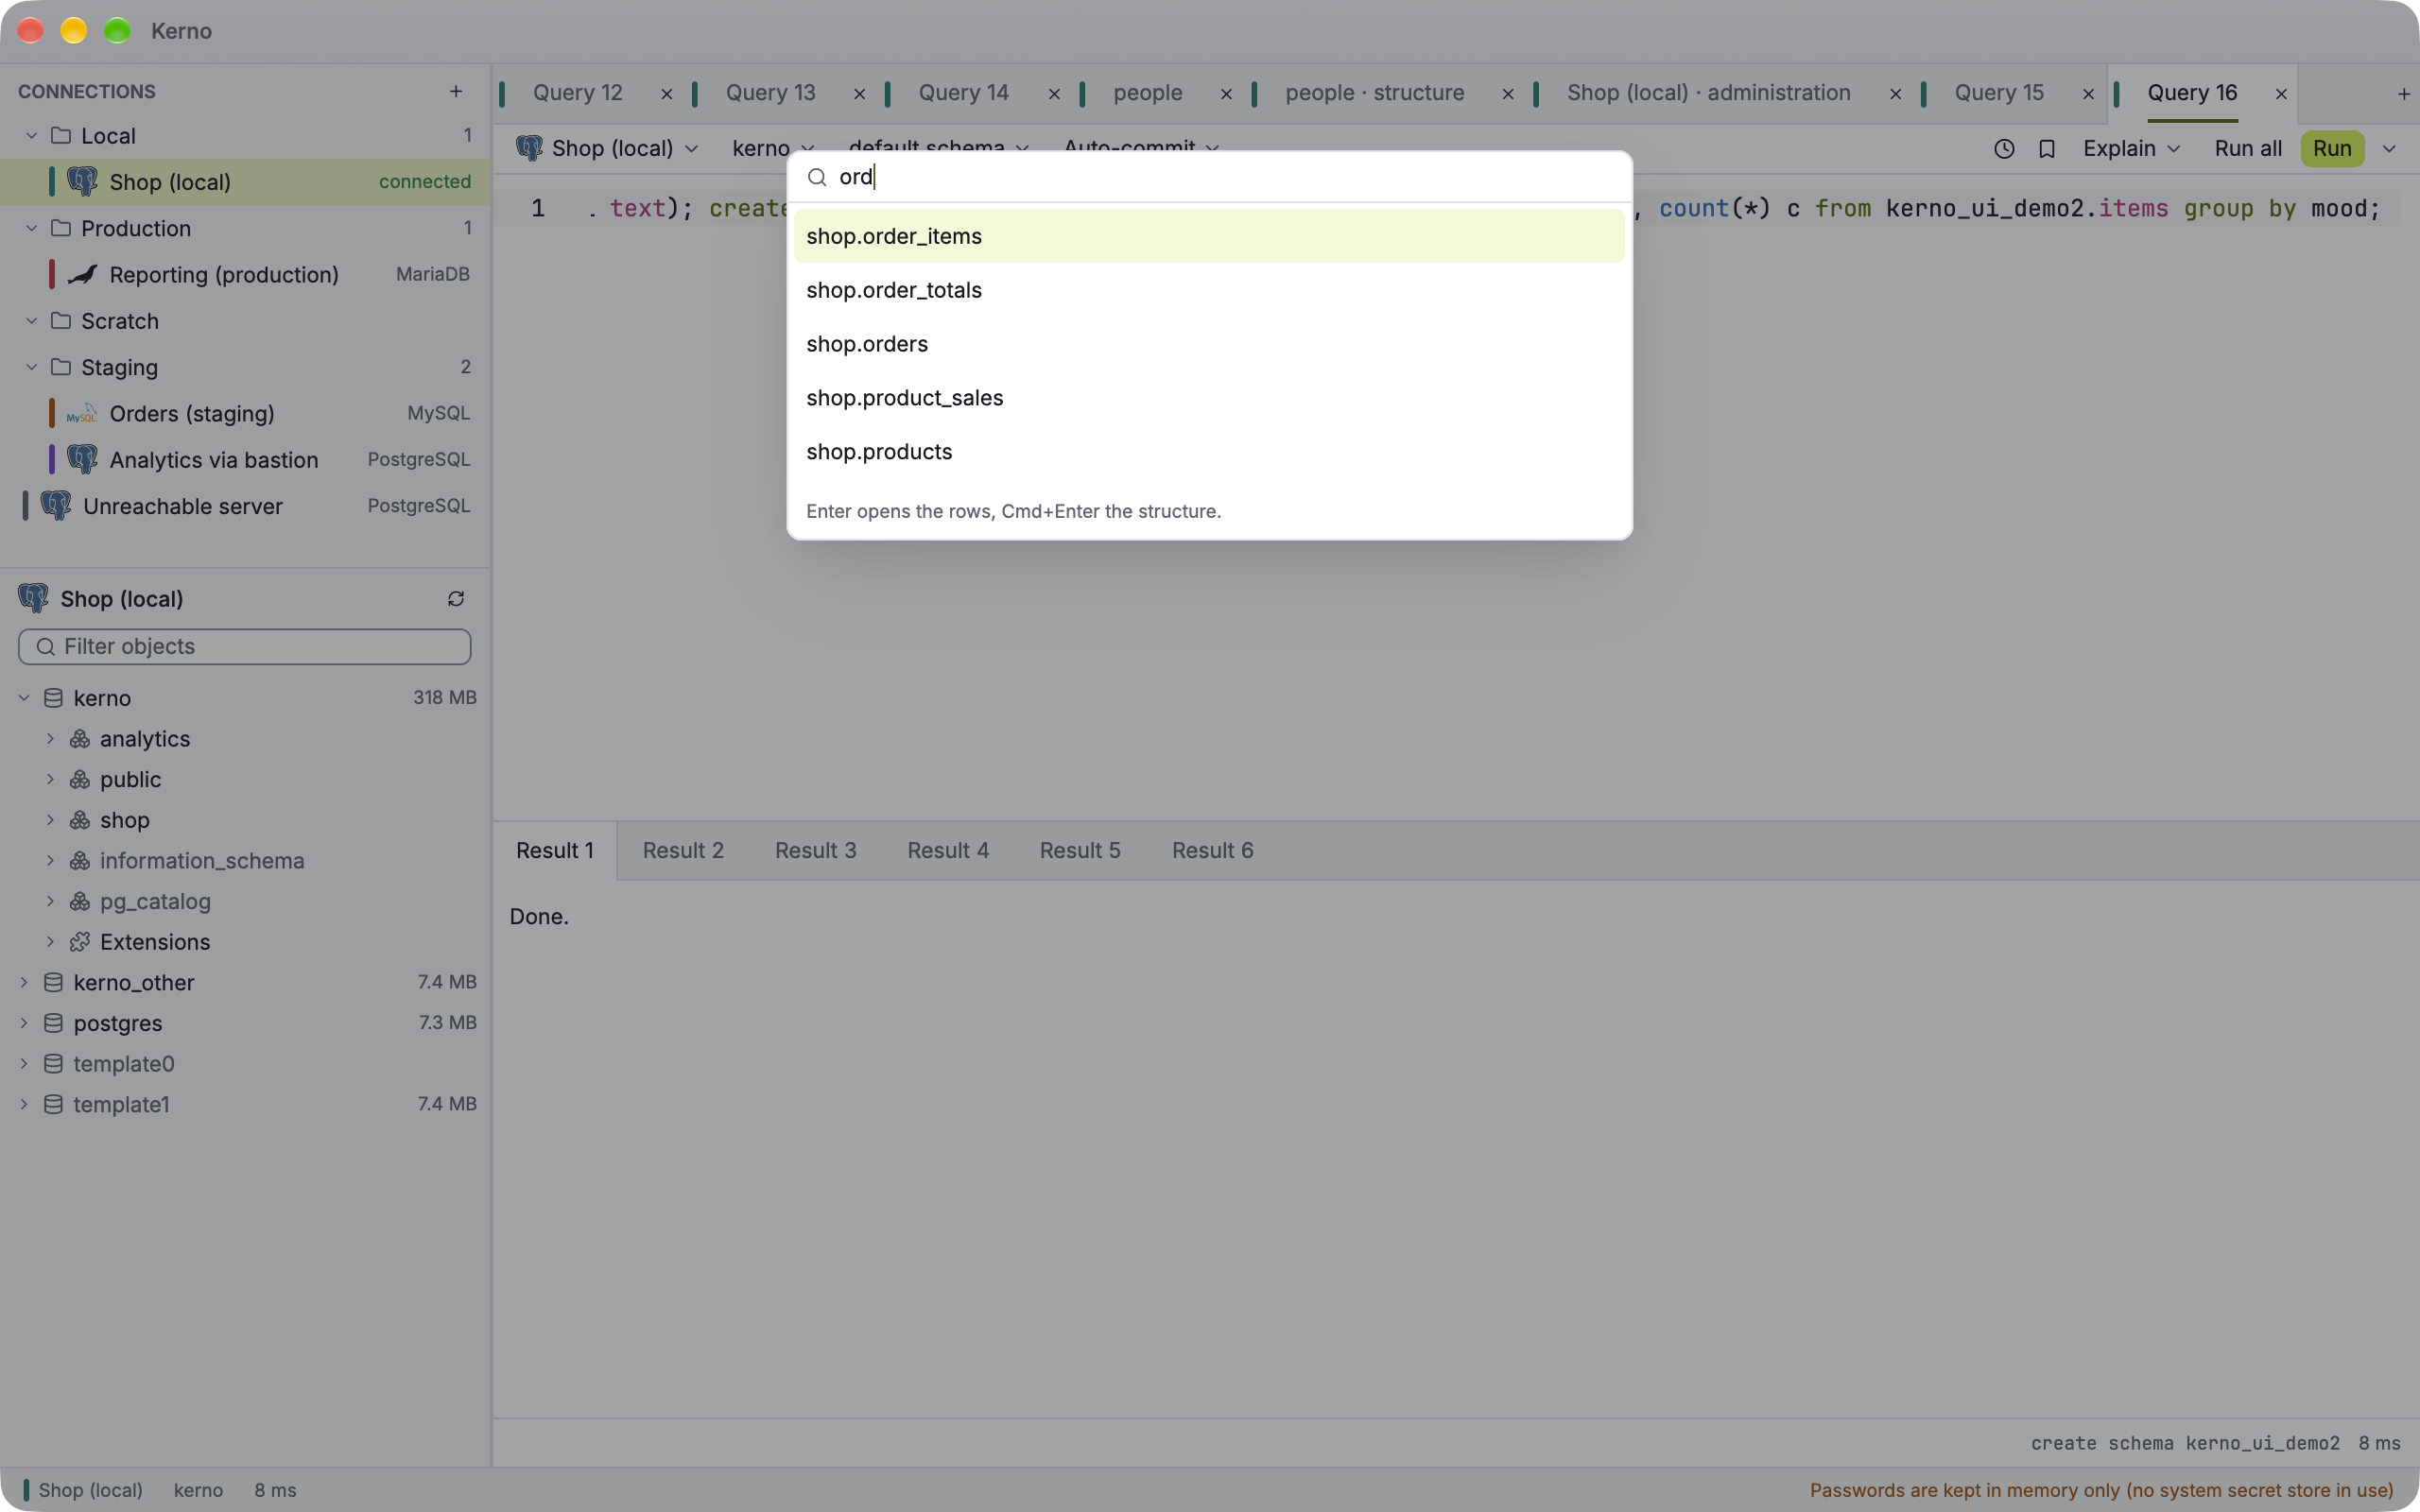 Kerno
CONNECTIONS
Local 1
Shop (local) connected
Production 1
Reporting (production) MariaDB
Scratch
Staging 2
MySQL Orders (staging) MySQL
Analytics via bastion PostgreSQL
Unreachable server PostgreSQL
Shop (local)
Filter objects
kerno 318 MB
analytics
public
shop
information_schema
pg_catalog
Extensions
kerno_other 7.4 MB
postgres 7.3 MB
template0
template1 7.4 MB
Query 12 Query 13 Query 14 people people · structure Shop (local) · administration Query 15 Query 16
Shop (local) kerno default schema Auto-commit Explain Run all Run
1 . text); create , count(*) c from kerno_ui_demo2.items group by mood;
ord
shop.order_items
shop.order_totals
shop.orders
shop.product_sales
shop.products
Enter opens the rows, Cmd+Enter the structure.
Result 1 Result 2 Result 3 Result 4 Result 5 Result 6
Done.
create schema kerno_ui_demo2 8 ms
Shop (local) kerno 8 ms
Passwords are kept in memory only (no system secret store in use)